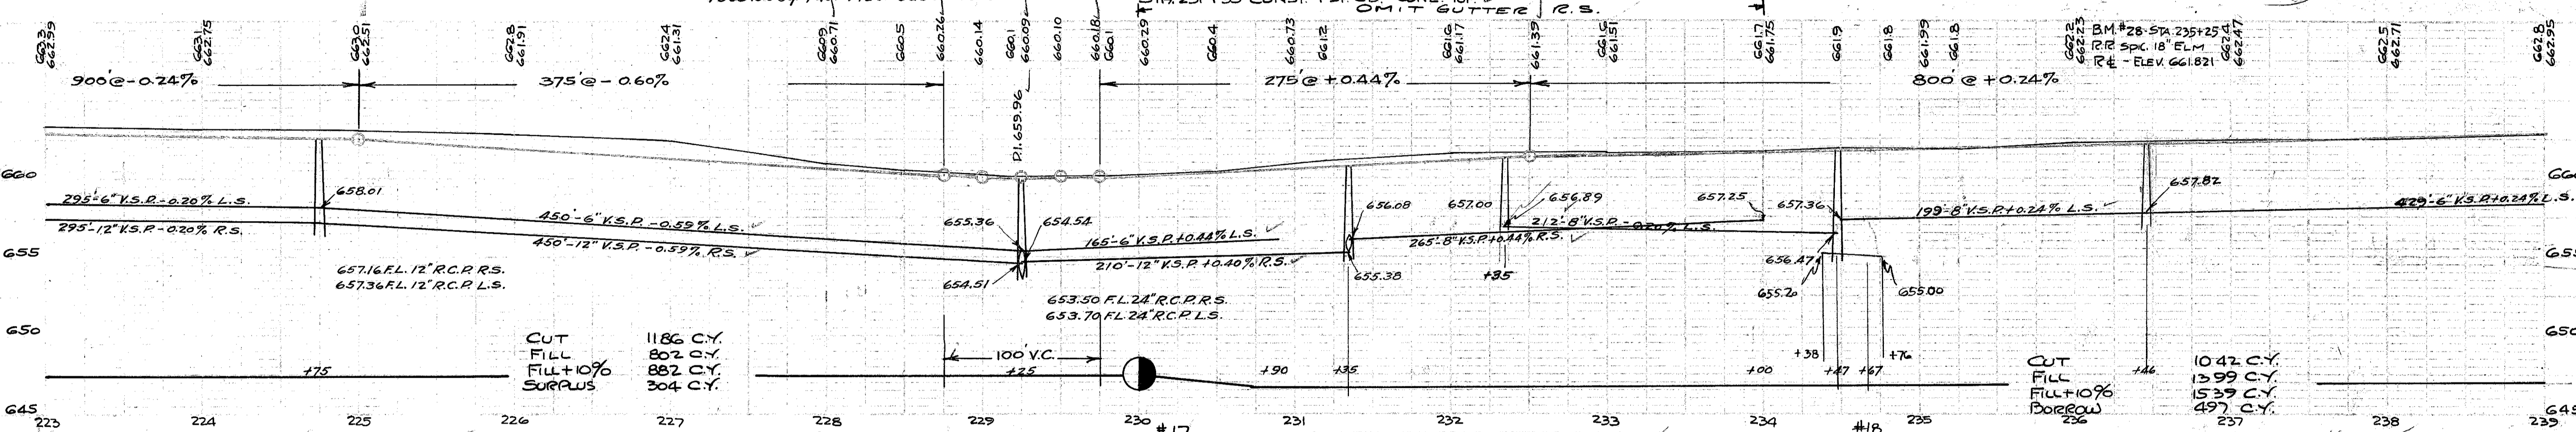 OMIT GUTTER R.S.
663.3
662.99
663.1
662.75
663.0
662.51
662.8
661.91
662.4
661.31
660.9
660.71
660.5
660.26
660.14
660.1
660.09
660.10
660.18
660.1
660.29
660.4
660.73
661.2
661.6
661.17
661.39
661.6
661.51
661.7
661.75
661.9
661.8
661.99
661.8
662.2
662.23
B.M. #28-STA. 235+25
R.R. SPK. 18" ELM
R℄ - ELEV. 661.821
662.4
662.47
662.5
662.71
662.8
662.95
900' @ -0.24%
375' @ -0.60%
P.I. 659.96
275' @ +0.44%
800' @ +0.24%
660
658.01
295'-6" V.S.P. -0.20% L.S.
295'-12" V.S.P. -0.20% R.S.
450'-6" V.S.P. -0.59% L.S.
450'-12" V.S.P. -0.59% R.S.
655.36
654.54
165'-6" V.S.P. +0.44% L.S.
210'-12" V.S.P. +0.40% R.S.
656.08
657.00
656.89
657.25
657.36
212'-8" V.S.P. -0.20% L.S.
265'-8" V.S.P. +0.44% R.S.
199'-8" V.S.P. +0.24% L.S.
657.82
429'-6" V.S.P. +0.24% L.S.
655
657.16 F.L. 12" R.C.P. R.S.
657.36 F.L. 12" R.C.P. L.S.
654.51
653.50 F.L. 24" R.C.P. R.S.
653.70 F.L. 24" R.C.P. L.S.
655.38
+35
656.47
655.20
655.00
650
650
CUT 1186 C.Y.
FILL 802 C.Y.
FILL+10% 882 C.Y.
SURPLUS 304 C.Y.
100' V.C.
+75
+25
+90
+35
+00
+38
+47
+67
+76
+46
CUT 1042 C.Y.
FILL 1399 C.Y.
FILL+10% 1539 C.Y.
BORROW 497 C.Y.
645
223 224 225 226 227 228 229 230 231 232 233 234 235 236 237 238 239
#17
#18